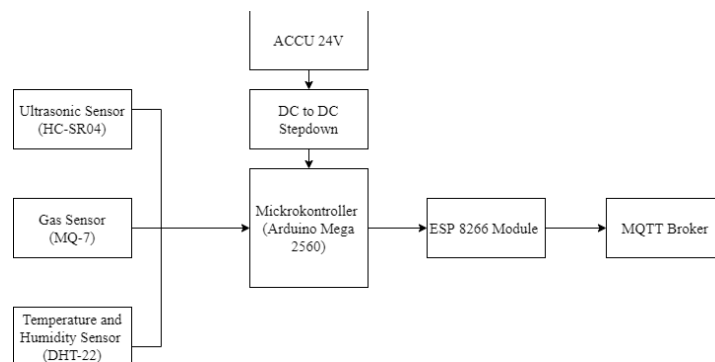 ACCU 24V
DC to DC
Stepdown
Ultrasonic Sensor
(HC-SR04)
Gas Sensor
(MQ-7)
Temperature and
Humidity Sensor
(DHT-22)
Mickrokontroller
(Arduino Mega
2560)
ESP 8266 Module
MQTT Broker